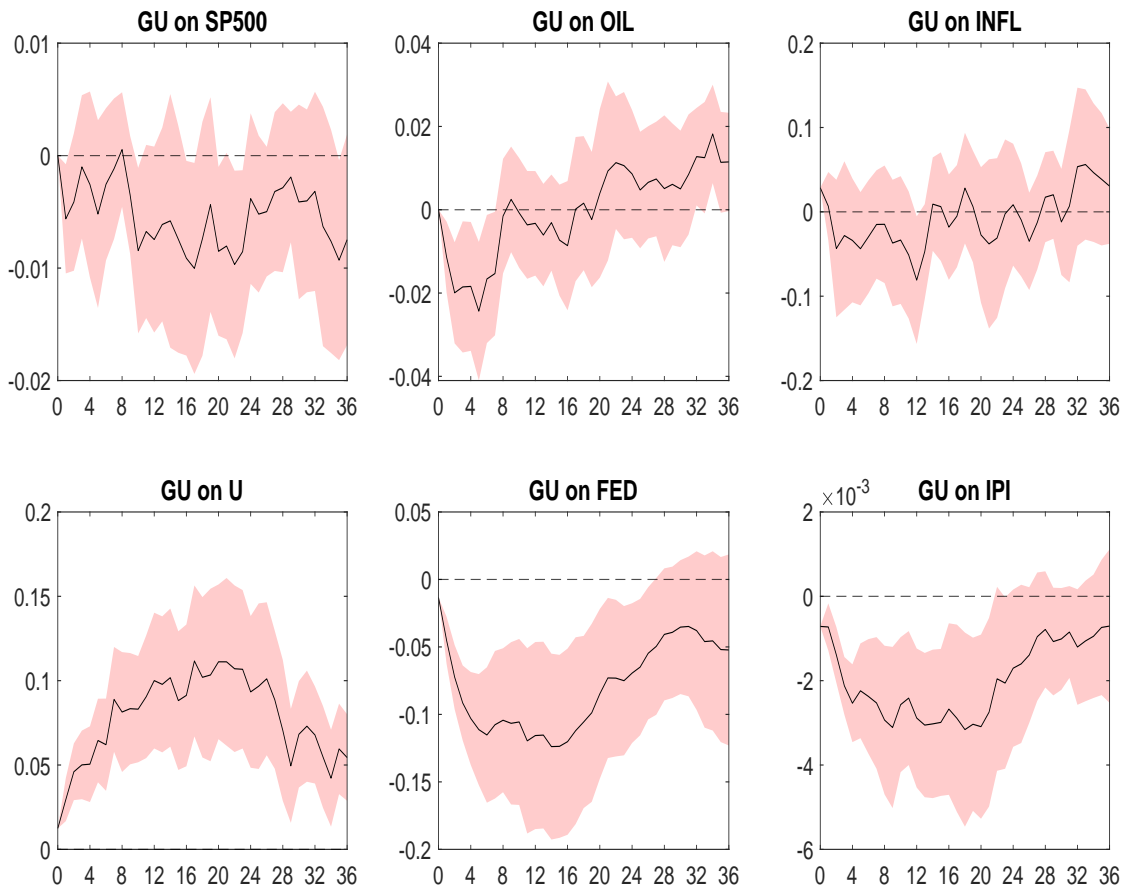 GU on SP500
0.01
0
-0.01
-0.02
0 4 8 12 16 20 24 28 32 36
GU on OIL
0.04
0.02
0
-0.02
-0.04
0 4 8 12 16 20 24 28 32 36
GU on INFL
0.2
0.1
0
-0.1
-0.2
0 4 8 12 16 20 24 28 32 36
GU on U
0.2
0.15
0.1
0.05
0
0 4 8 12 16 20 24 28 32 36
GU on FED
0.05
0
-0.05
-0.1
-0.15
-0.2
0 4 8 12 16 20 24 28 32 36
×10⁻³
GU on IPI
2
0
-2
-4
-6
0 4 8 12 16 20 24 28 32 36